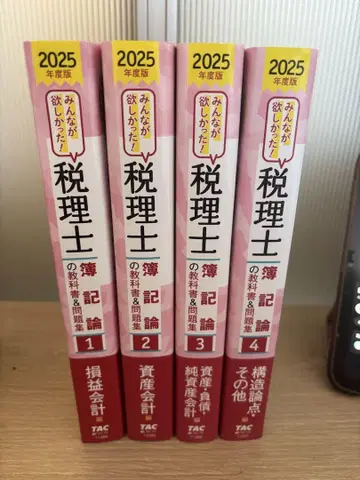 2025
年度版
みんなが
欲しかった!
税理士
簿記論
の教科書&問題集
1
損益会計
編
TAC
2025
年度版
みんなが
欲しかった!
税理士
簿記論
の教科書&問題集
2
資産会計
編
TAC
2025
年度版
みんなが
欲しかった!
税理士
簿記論
の教科書&問題集
3
資産・負債・
純資産会計
編
TAC
2025
年度版
みんなが
欲しかった!
税理士
簿記論
の教科書&問題集
4
構造論点・
その他
編
TAC